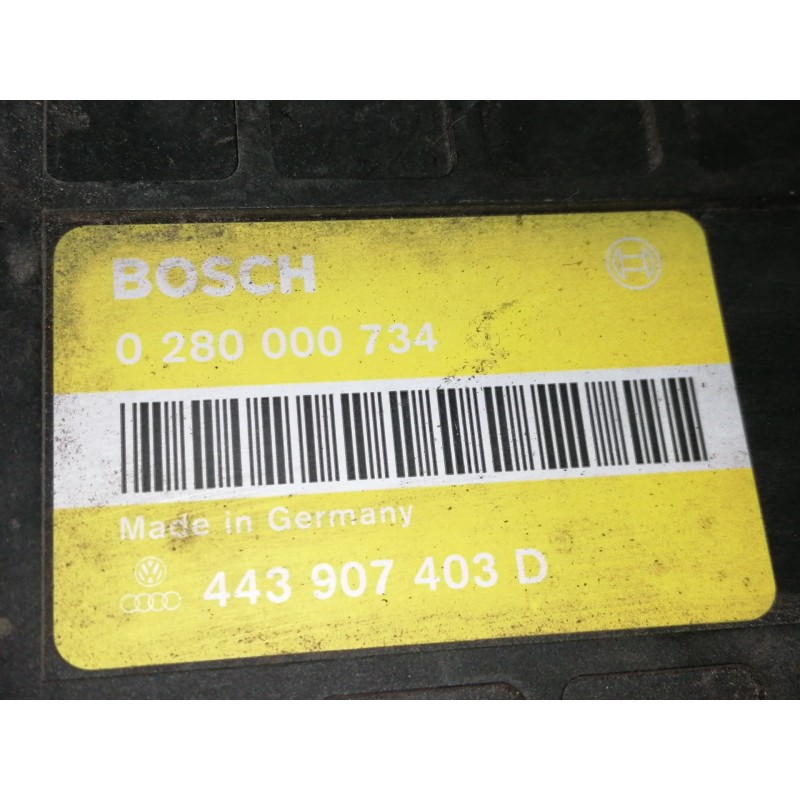 BOSCH
0 280 000 734
Made in Germany
443 907 403 D